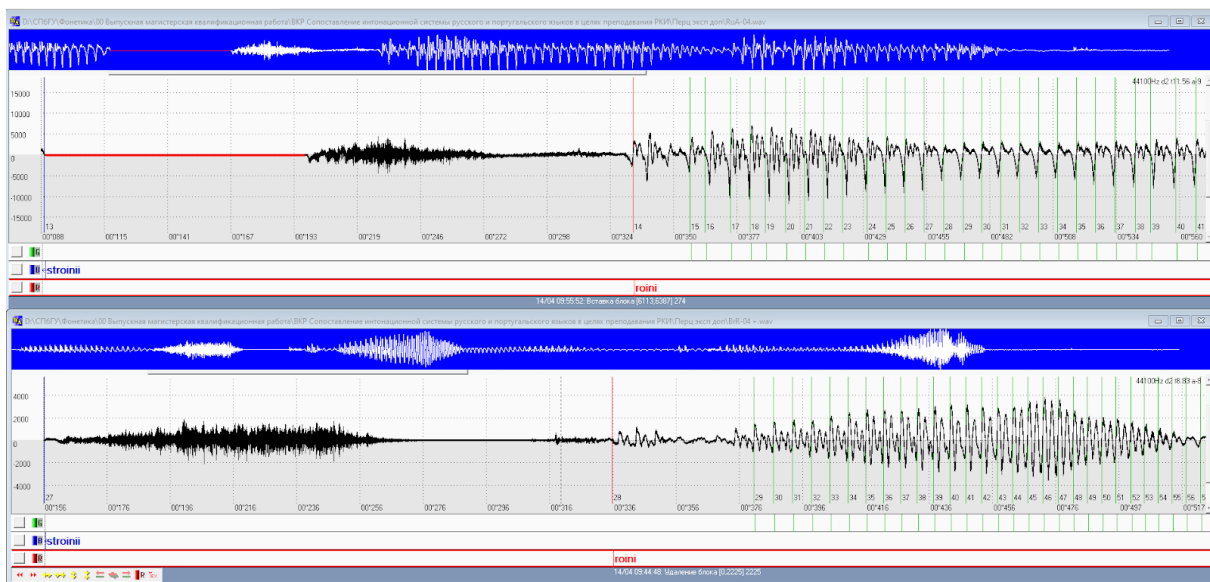 D:\СПбГУ\Фонетика\00 Выпускная магистерская квалификационная работа\ВКР Сопоставление интонационной системы русского и португальского языков в целях преподавания РКИ\Перц эксп доп\RuA-04.wav
44100Hz d2 r11.56 a-9
15000
10000
5000
0
-5000
-10000
-15000
13 14 15 16 17 18 19 20 21 22 23 24 25 26 27 28 29 30 31 32 33 34 35 36 37 38 39 40 41
00"088 00"115 00"141 00"167 00"193 00"219 00"246 00"272 00"298 00"324 00"350 00"377 00"403 00"429 00"455 00"482 00"508 00"534 00"560
G
B stroinii
R roini
14/04 09:55:52: Вставка блока [6113,6387] 274
D:\СПбГУ\Фонетика\00 Выпускная магистерская квалификационная работа\ВКР Сопоставление интонационной системы русского и португальского языков в целях преподавания РКИ\Перц эксп доп\BrR-04 +.wav
44100Hz d2 r8.83 a-8
4000
2000
0
-2000
-4000
27 28 29 30 31 32 33 34 35 36 37 38 39 40 41 42 43 44 45 46 47 48 49 50 51 52 53 54 55 56 5
00"156 00"176 00"196 00"216 00"236 00"256 00"276 00"296 00"316 00"336 00"356 00"376 00"396 00"416 00"436 00"456 00"476 00"497 00"517
G
B stroinii
R roini
14/04 09:44:48: Удаление блока [0,2225] 2225
R